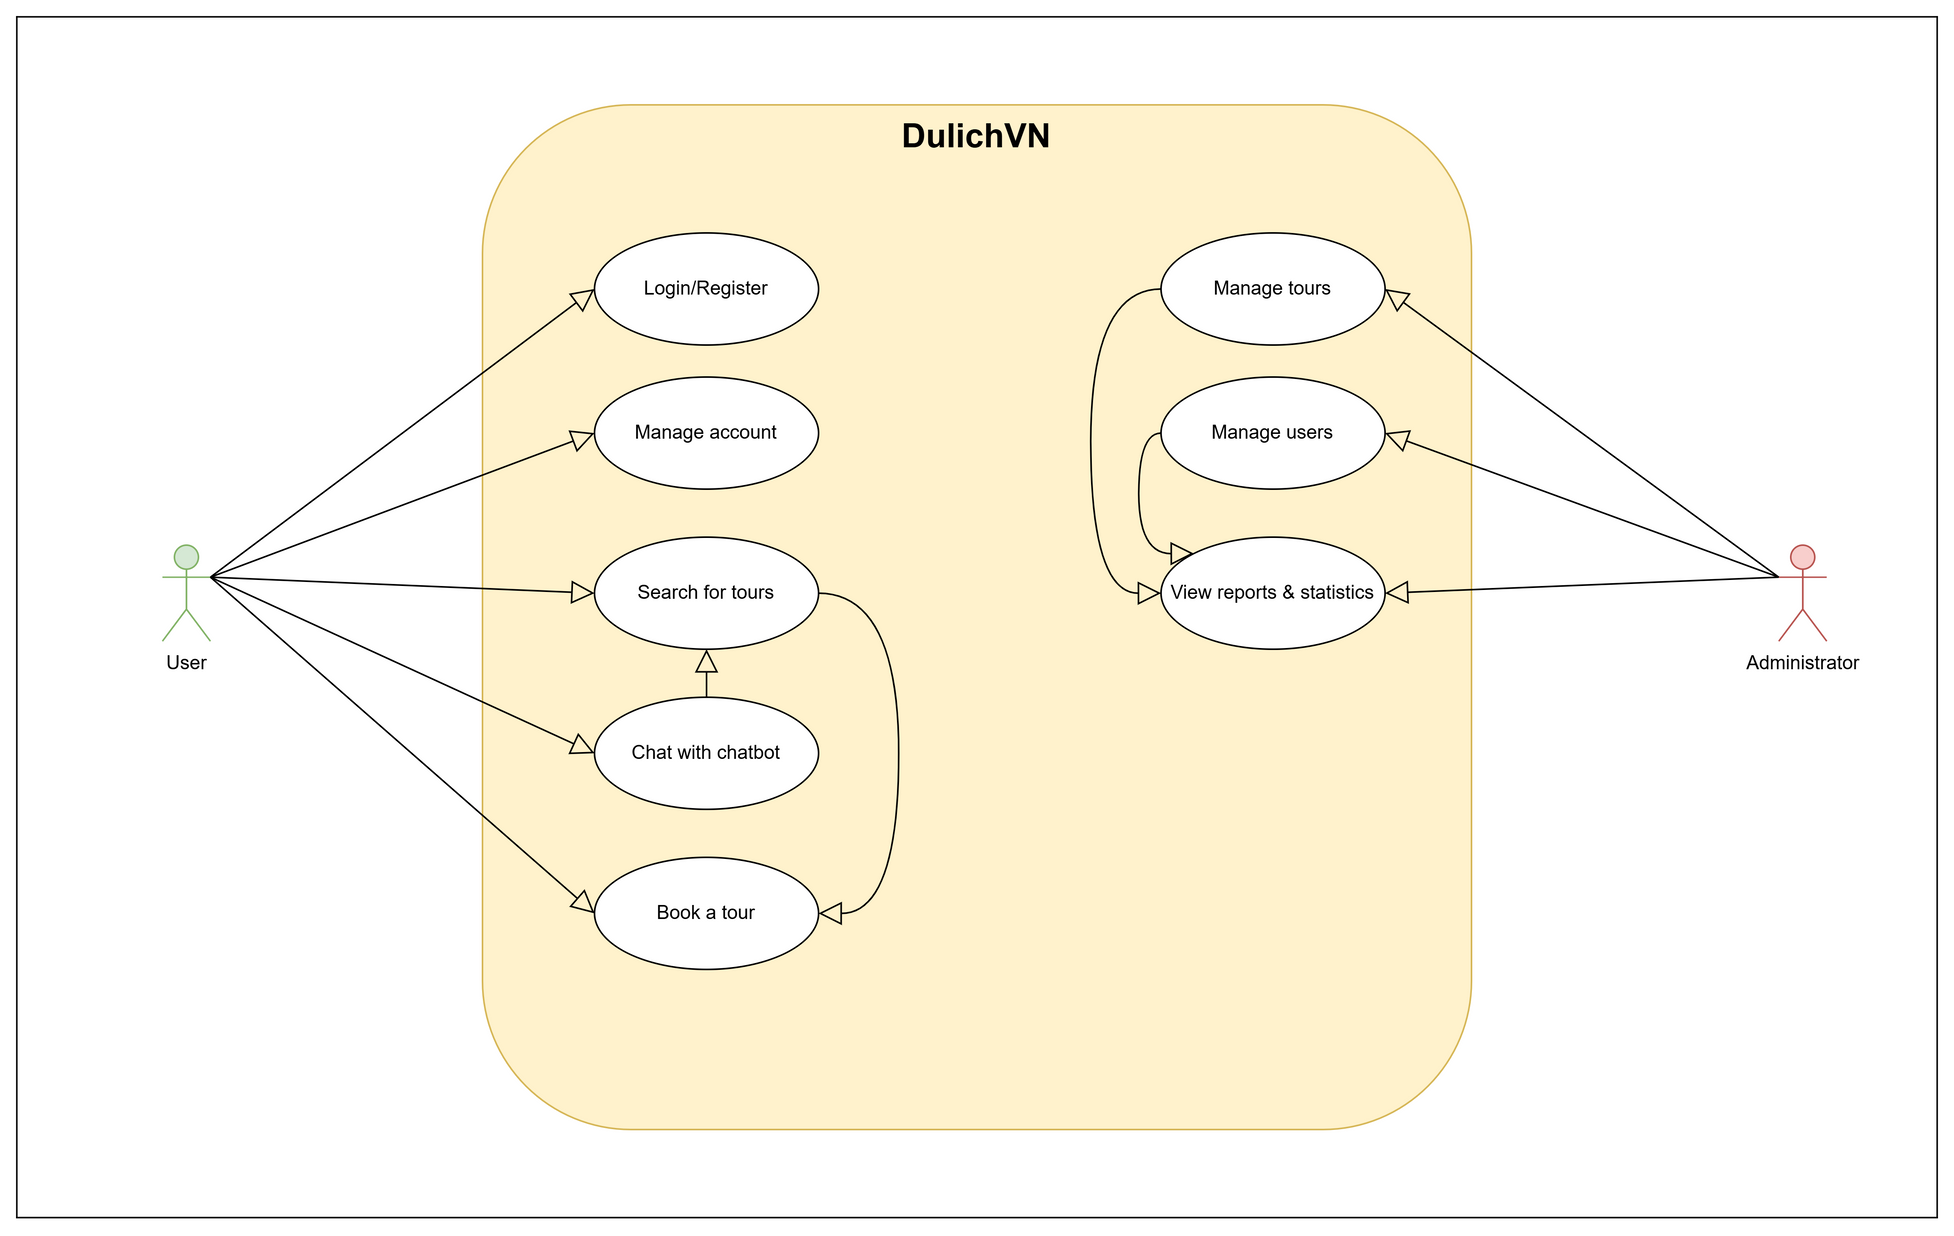 DulichVN
Login/Register
Manage account
Search for tours
Chat with chatbot
Book a tour
Manage tours
Manage users
View reports & statistics
User
Administrator